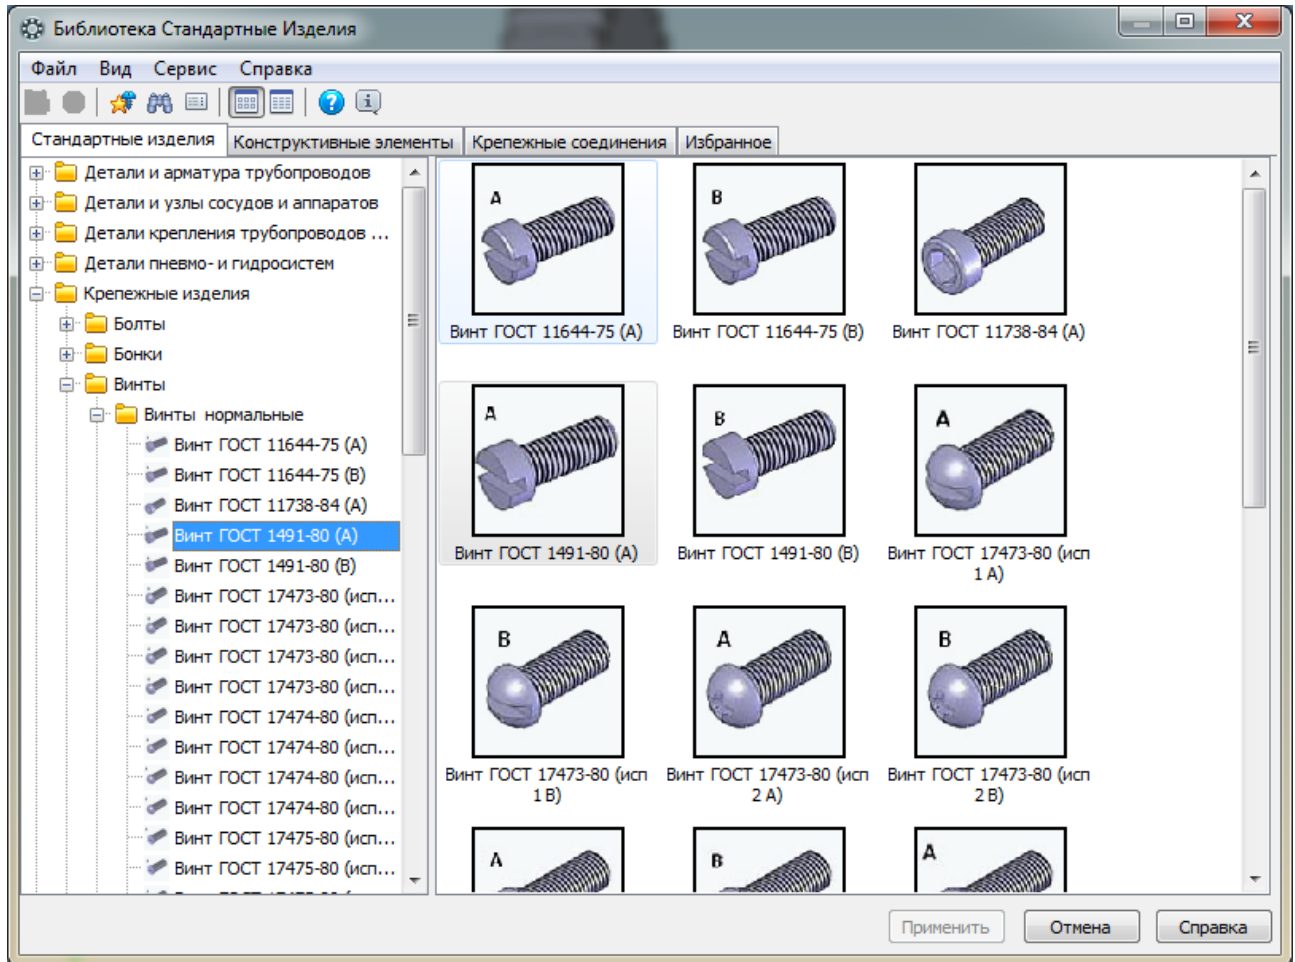 Библиотека Стандартные Изделия
Файл Вид Сервис Справка
Стандартные изделия Конструктивные элементы Крепежные соединения Избранное
Детали и арматура трубопроводов
Детали и узлы сосудов и аппаратов
Детали крепления трубопроводов ...
Детали пневмо- и гидросистем
Крепежные изделия
Болты
Бонки
Винты
Винты нормальные
Винт ГОСТ 11644-75 (A)
Винт ГОСТ 11644-75 (B)
Винт ГОСТ 11738-84 (A)
Винт ГОСТ 1491-80 (A)
Винт ГОСТ 1491-80 (B)
Винт ГОСТ 17473-80 (исп...
Винт ГОСТ 17473-80 (исп...
Винт ГОСТ 17473-80 (исп...
Винт ГОСТ 17473-80 (исп...
Винт ГОСТ 17474-80 (исп...
Винт ГОСТ 17474-80 (исп...
Винт ГОСТ 17474-80 (исп...
Винт ГОСТ 17474-80 (исп...
Винт ГОСТ 17475-80 (исп...
Винт ГОСТ 17475-80 (исп...
A B
Винт ГОСТ 11644-75 (A) Винт ГОСТ 11644-75 (B) Винт ГОСТ 11738-84 (A)
A B A
Винт ГОСТ 1491-80 (A) Винт ГОСТ 1491-80 (B) Винт ГОСТ 17473-80 (исп
1 A)
B A B
Винт ГОСТ 17473-80 (исп Винт ГОСТ 17473-80 (исп Винт ГОСТ 17473-80 (исп
1 B) 2 A) 2 B)
A B A
Применить Отмена Справка